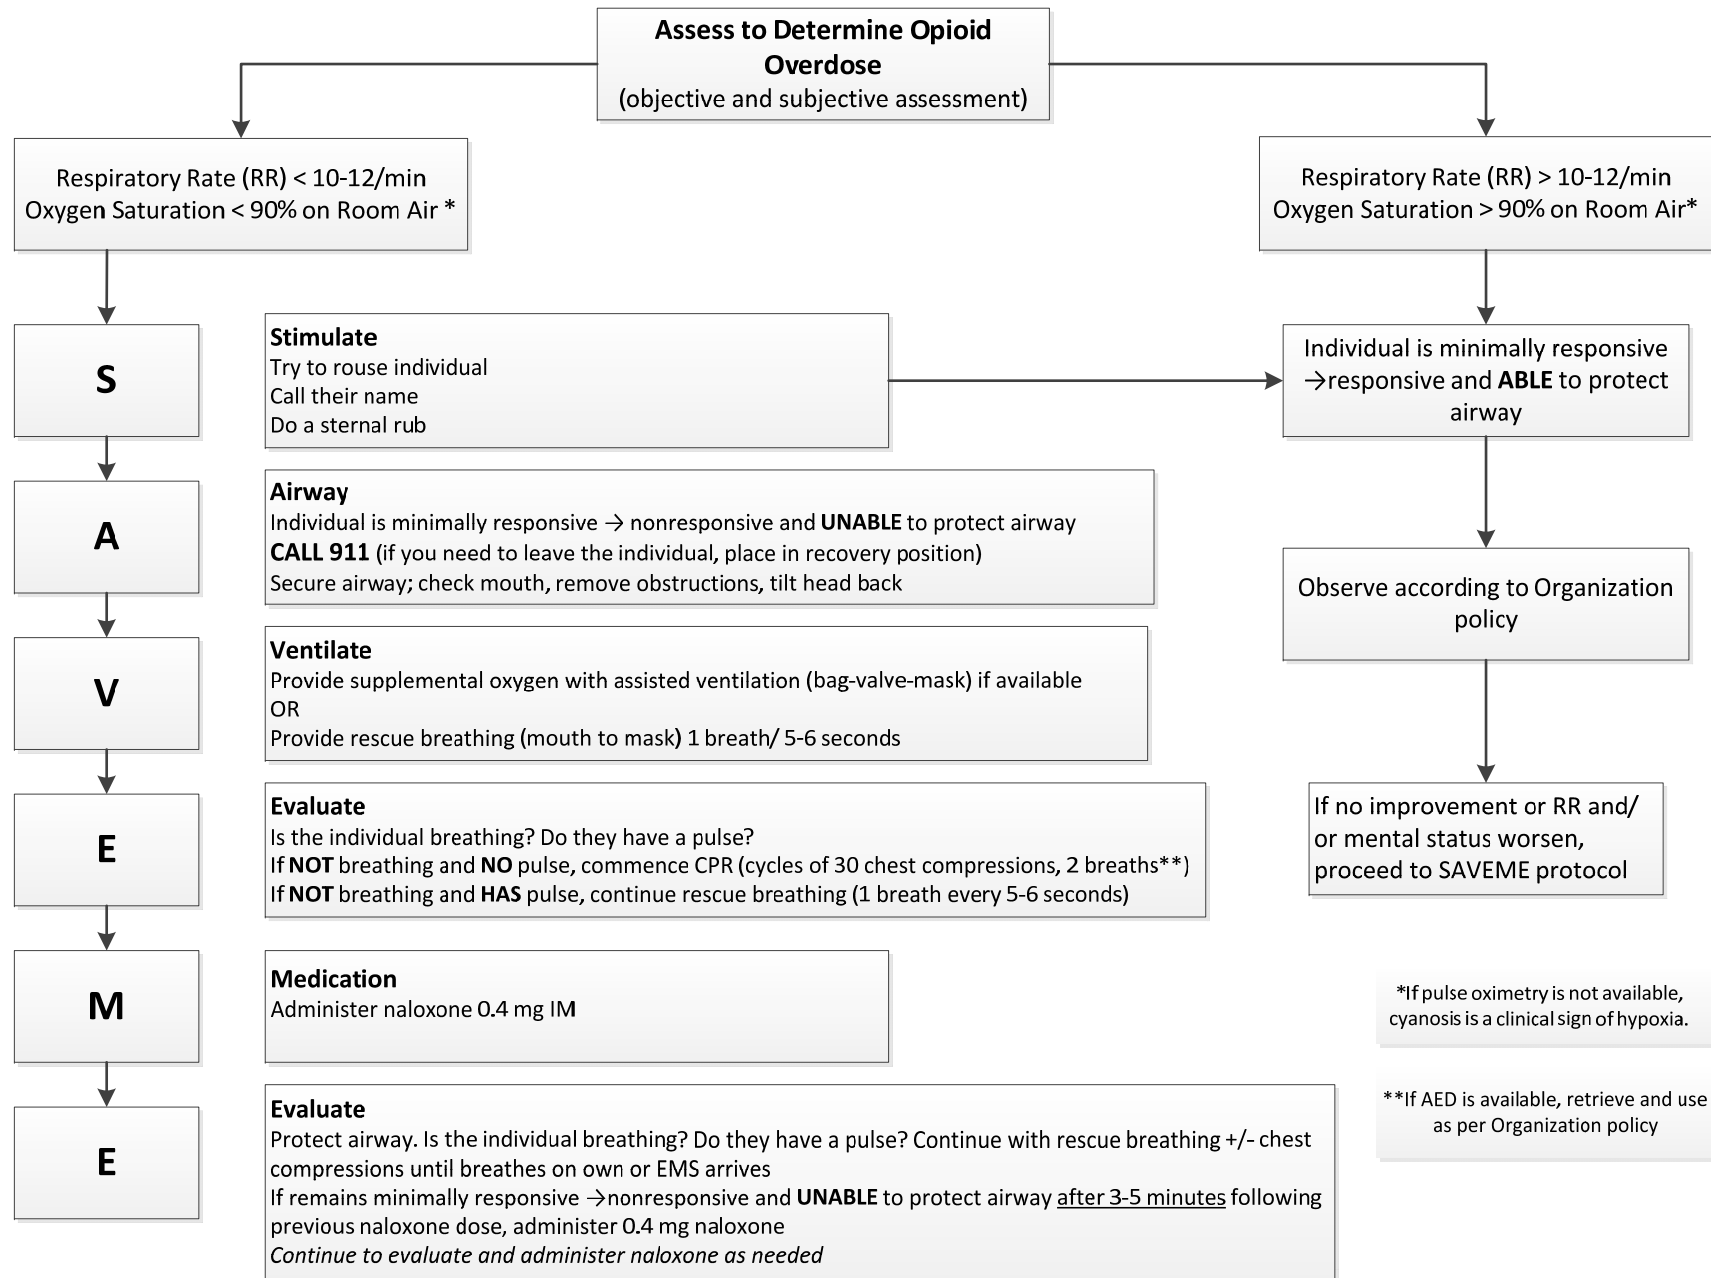 Assess to Determine Opioid
Overdose
(objective and subjective assessment)
Respiratory Rate (RR) < 10-12/min
Oxygen Saturation < 90% on Room Air *
Respiratory Rate (RR) > 10-12/min
Oxygen Saturation > 90% on Room Air*
S
Stimulate
Try to rouse individual
Call their name
Do a sternal rub
Individual is minimally responsive
→responsive and ABLE to protect
airway
A
Airway
Individual is minimally responsive → nonresponsive and UNABLE to protect airway
CALL 911 (if you need to leave the individual, place in recovery position)
Secure airway; check mouth, remove obstructions, tilt head back
Observe according to Organization
policy
V
Ventilate
Provide supplemental oxygen with assisted ventilation (bag-valve-mask) if available
OR
Provide rescue breathing (mouth to mask) 1 breath/ 5-6 seconds
E
Evaluate
Is the individual breathing? Do they have a pulse?
If NOT breathing and NO pulse, commence CPR (cycles of 30 chest compressions, 2 breaths**)
If NOT breathing and HAS pulse, continue rescue breathing (1 breath every 5-6 seconds)
If no improvement or RR and/
or mental status worsen,
proceed to SAVEME protocol
M
Medication
Administer naloxone 0.4 mg IM
*If pulse oximetry is not available,
cyanosis is a clinical sign of hypoxia.
E
Evaluate
Protect airway. Is the individual breathing? Do they have a pulse? Continue with rescue breathing +/- chest
compressions until breathes on own or EMS arrives
If remains minimally responsive →nonresponsive and UNABLE to protect airway after 3-5 minutes following
previous naloxone dose, administer 0.4 mg naloxone
Continue to evaluate and administer naloxone as needed
**If AED is available, retrieve and use
as per Organization policy